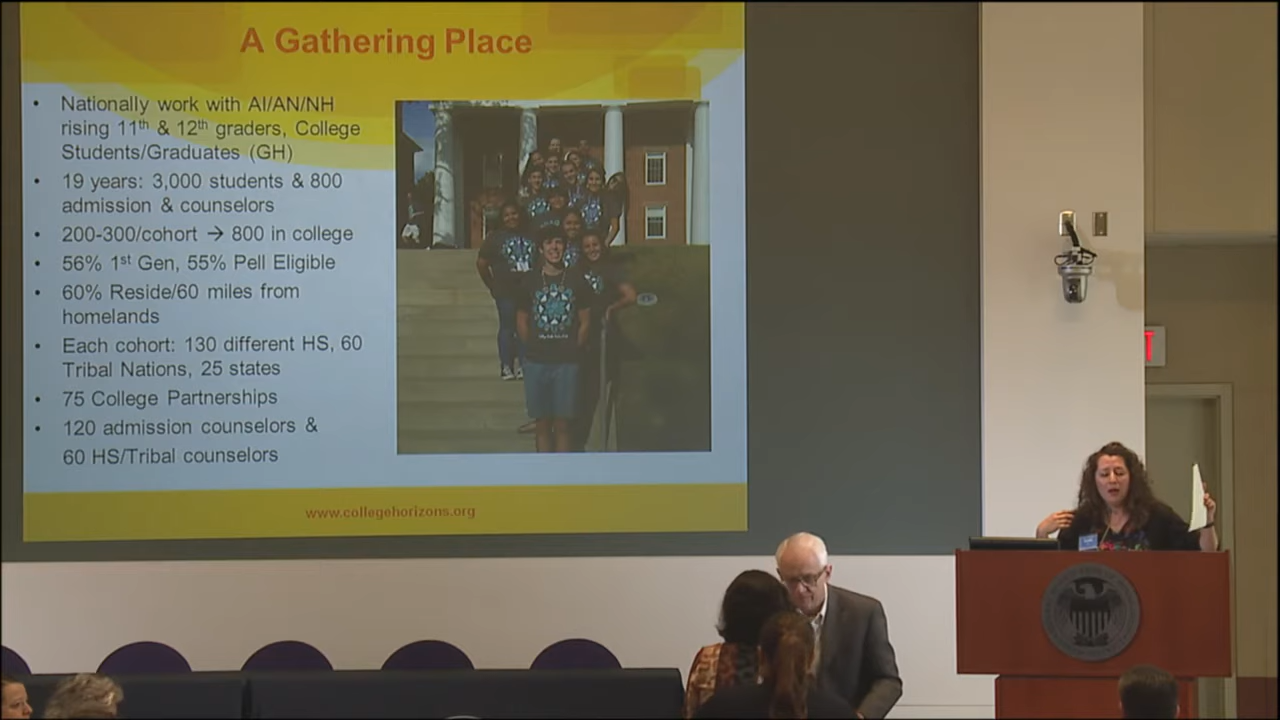 A Gathering Place
• Nationally work with AI/AN/NH
rising 11th & 12th graders, College
Students/Graduates (GH)
• 19 years: 3,000 students & 800
admission & counselors
• 200-300/cohort → 800 in college
• 56% 1st Gen, 55% Pell Eligible
• 60% Reside/60 miles from
homelands
• Each cohort: 130 different HS, 60
Tribal Nations, 25 states
• 75 College Partnerships
• 120 admission counselors &
60 HS/Tribal counselors
www.collegehorizons.org